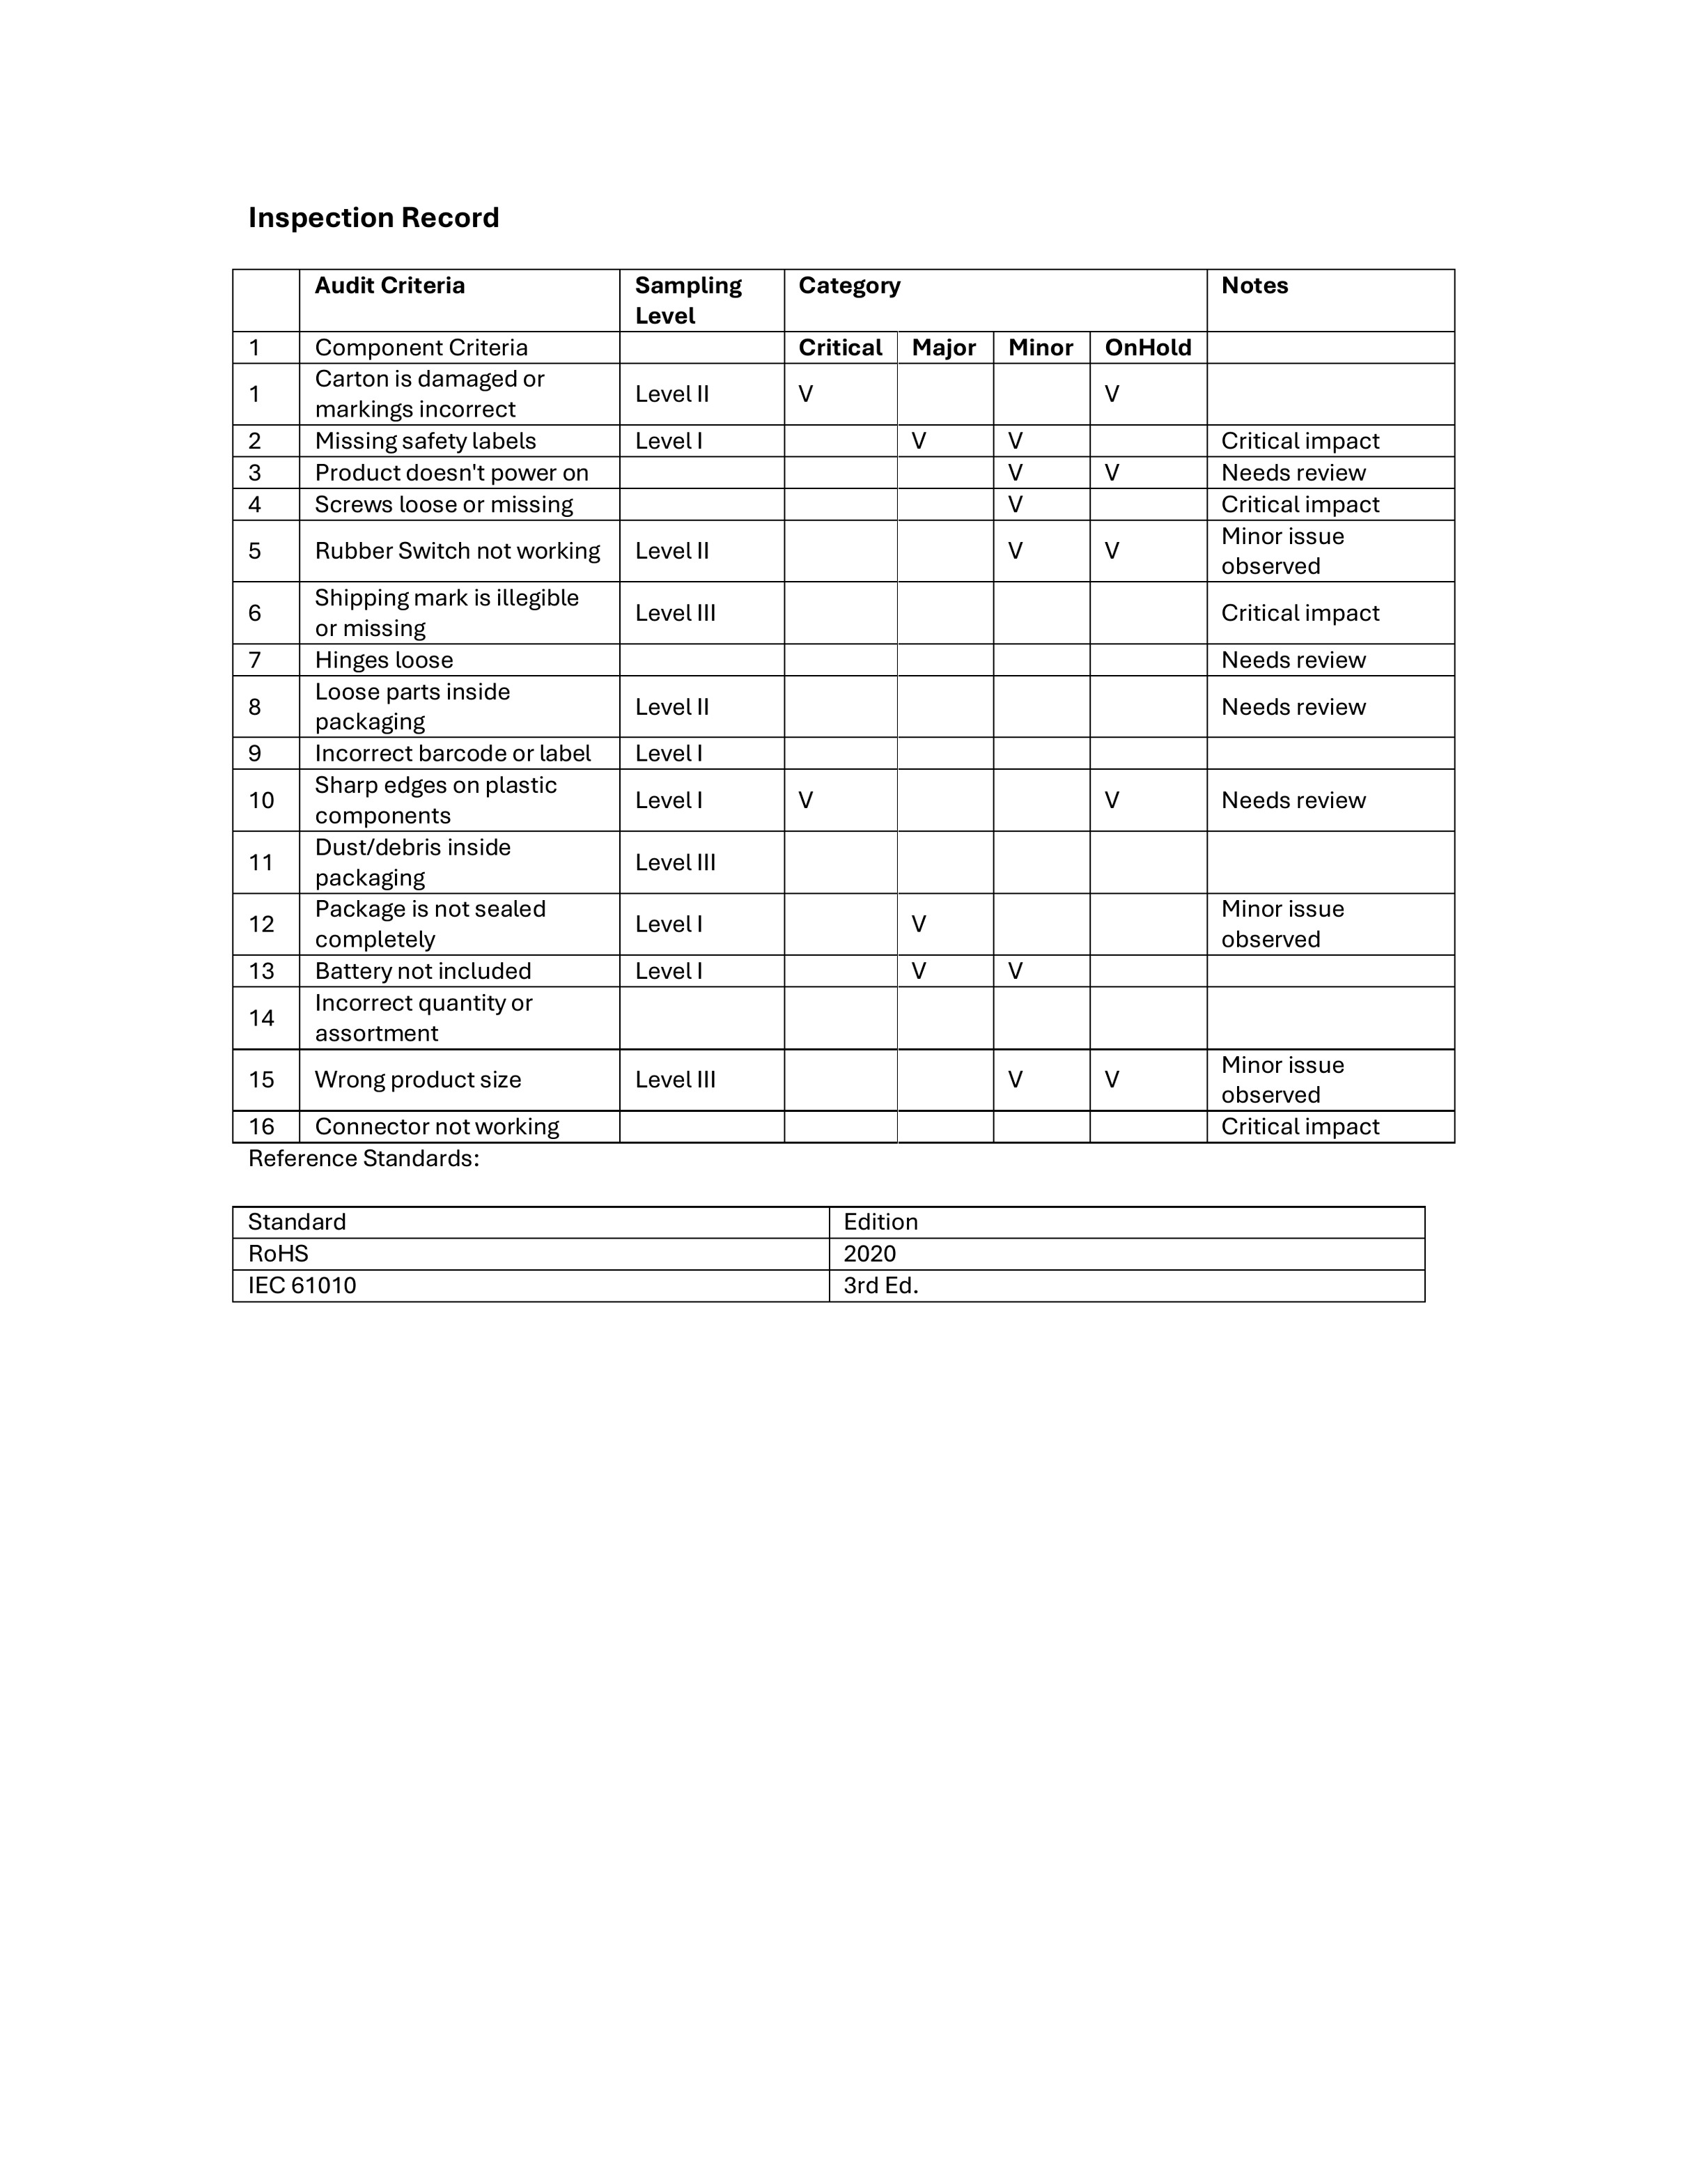 Inspection Record
Audit Criteria Sampling Level Category Notes
1 Component Criteria Critical Major Minor OnHold
1 Carton is damaged or markings incorrect Level II V V
2 Missing safety labels Level I V V Critical impact
3 Product doesn't power on V V Needs review
4 Screws loose or missing V Critical impact
5 Rubber Switch not working Level II V V Minor issue observed
6 Shipping mark is illegible or missing Level III Critical impact
7 Hinges loose Needs review
8 Loose parts inside packaging Level II Needs review
9 Incorrect barcode or label Level I
10 Sharp edges on plastic components Level I V V Needs review
11 Dust/debris inside packaging Level III
12 Package is not sealed completely Level I V Minor issue observed
13 Battery not included Level I V V
14 Incorrect quantity or assortment
15 Wrong product size Level III V V Minor issue observed
16 Connector not working Critical impact
Reference Standards:
Standard Edition
RoHS 2020
IEC 61010 3rd Ed.